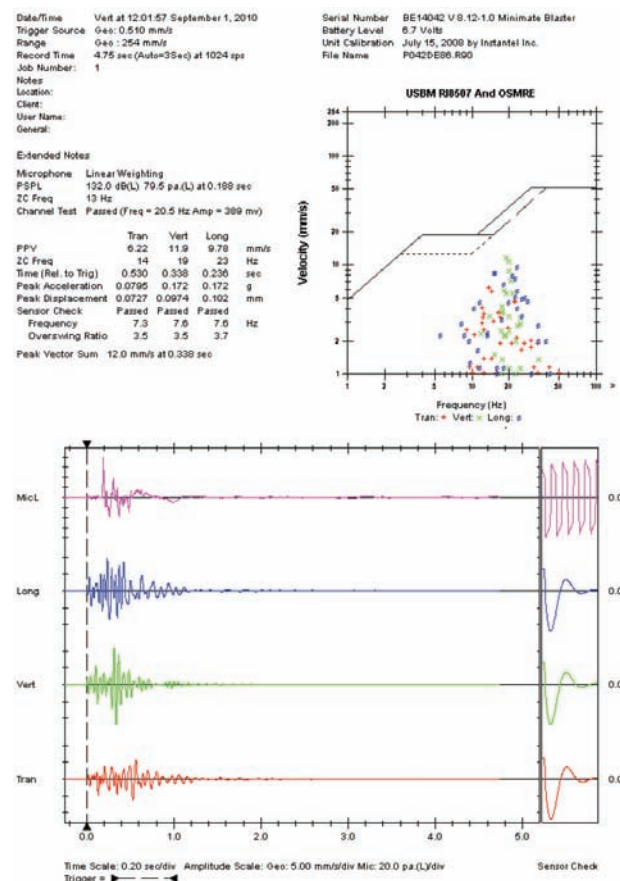 Date/Time Vert at 12:01:57 September 1, 2010
Trigger Source Geo: 0.510 mm/s
Range Geo : 254 mm/s
Record Time 4.75 sec (Auto=3Sec) at 1024 sps
Job Number: 1
Notes
Location:
Client:
User Name:
General:
Extended Notes
Microphone Linear Weighting
PSPL 132.0 dB(L) 79.5 pa.(L) at 0.188 sec
ZC Freq 13 Hz
Channel Test Passed (Freq = 20.5 Hz Amp = 389 mv)
Tran Vert Long
PPV 6.22 11.9 9.78 mm/s
ZC Freq 14 19 23 Hz
Time (Rel. to Trig) 0.530 0.338 0.236 sec
Peak Acceleration 0.0795 0.172 0.172 g
Peak Displacement 0.0727 0.0974 0.102 mm
Sensor Check Passed Passed Passed
Frequency 7.3 7.6 7.6 Hz
Overswing Ratio 3.5 3.5 3.7
Peak Vector Sum 12.0 mm/s at 0.338 sec
Serial Number BE14042 V 8.12-1.0 Minimate Blaster
Battery Level 6.7 Volts
Unit Calibration July 15, 2008 by Instantel Inc.
File Name P042DE86.R90
USBM RI8507 And OSMRE
254
200
100
50
20
10
5
2
1
Velocity (mm/s)
1 2 5 10 20 50 100 >
Frequency (Hz)
Tran: + Vert: × Long: ø
MicL 0.0
Long 0.0
Vert 0.0
Tran 0.0
0.0 1.0 2.0 3.0 4.0 5.0
Time Scale: 0.20 sec/div Amplitude Scale: Geo: 5.00 mm/s/div Mic: 20.0 pa.(L)/div Sensor Check
Trigger =